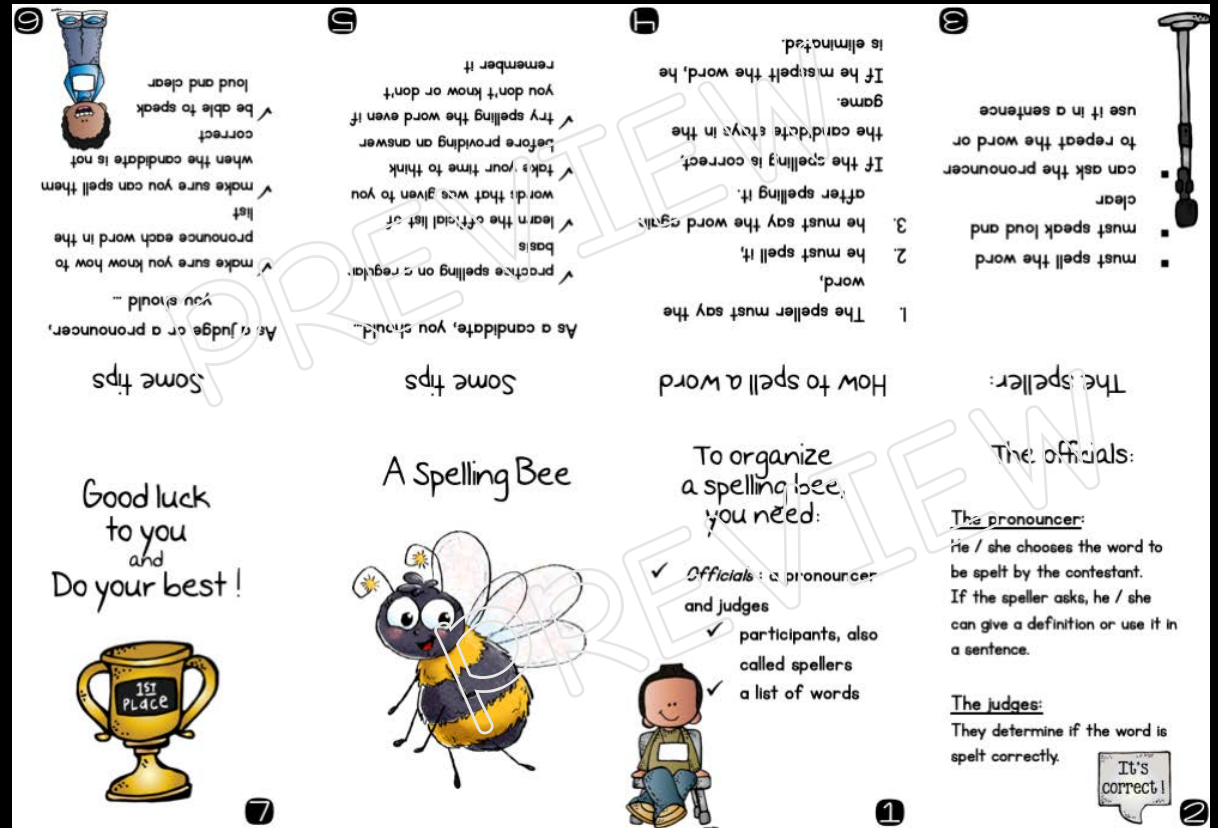 A Spelling Bee
To organize
a spelling bee,
you need:
✓ Officials : a pronouncer
and judges
✓ participants, also
called spellers
✓ a list of words
1
The officials:
The pronouncer:
He / she chooses the word to
be spelt by the contestant.
If the speller asks, he / she
can give a definition or use it in
a sentence.
The judges:
They determine if the word is
spelt correctly.
It's
correct !
2
The speller:
▪ must spell the word
▪ must speak loud and
clear
▪ can ask the pronouncer
to repeat the word or
use it in a sentence
3
How to spell a word
1. The speller must say the
word,
2. he must spell it,
3. he must say the word again
after spelling it.
If the spelling is correct,
the candidate stays in the
game.
If he misspelt the word, he
is eliminated.
4
Some tips
As a candidate, you should...
✓ practice spelling on a regular
basis
✓ learn the official list of
words that was given to you
✓ take your time to think
before providing an answer
✓ try spelling the word even if
you don't know or don't
remember it
5
Some tips
As a judge or a pronouncer,
you should ...
✓ make sure you know how to
pronounce each word in the
list
✓ make sure you can spell them
when the candidate is not
correct
✓ be able to speak
loud and clear
6
Good luck
to you
and
Do your best !
1ST
PLACE
7
PREVIEW
PREVIEW